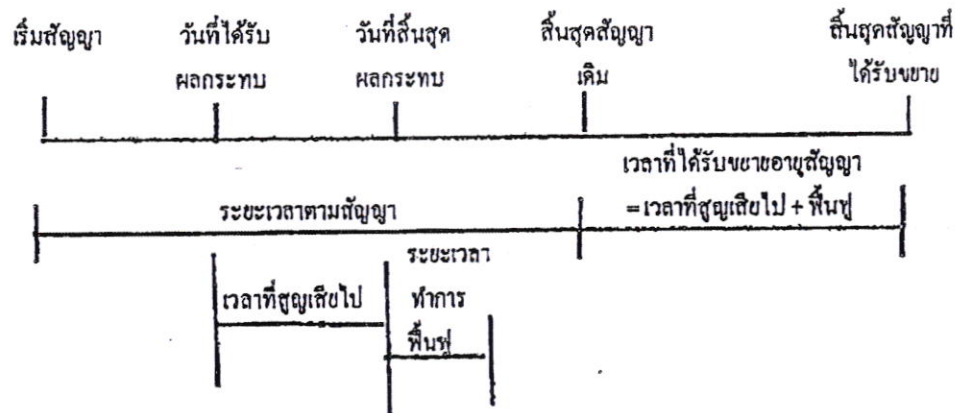 เริ่มสัญญา วันที่ได้รับ วันที่สิ้นสุด สิ้นสุดสัญญา สิ้นสุดสัญญาที่
ผลกระทบ ผลกระทบ เดิม ได้รับขยาย
เวลาที่ได้รับขยายอายุสัญญา
ระยะเวลาตามสัญญา =เวลาที่สูญเสียไป + ฟื้นฟู
ระยะเวลา
เวลาที่สูญเสียไป ทำการ
ฟื้นฟู